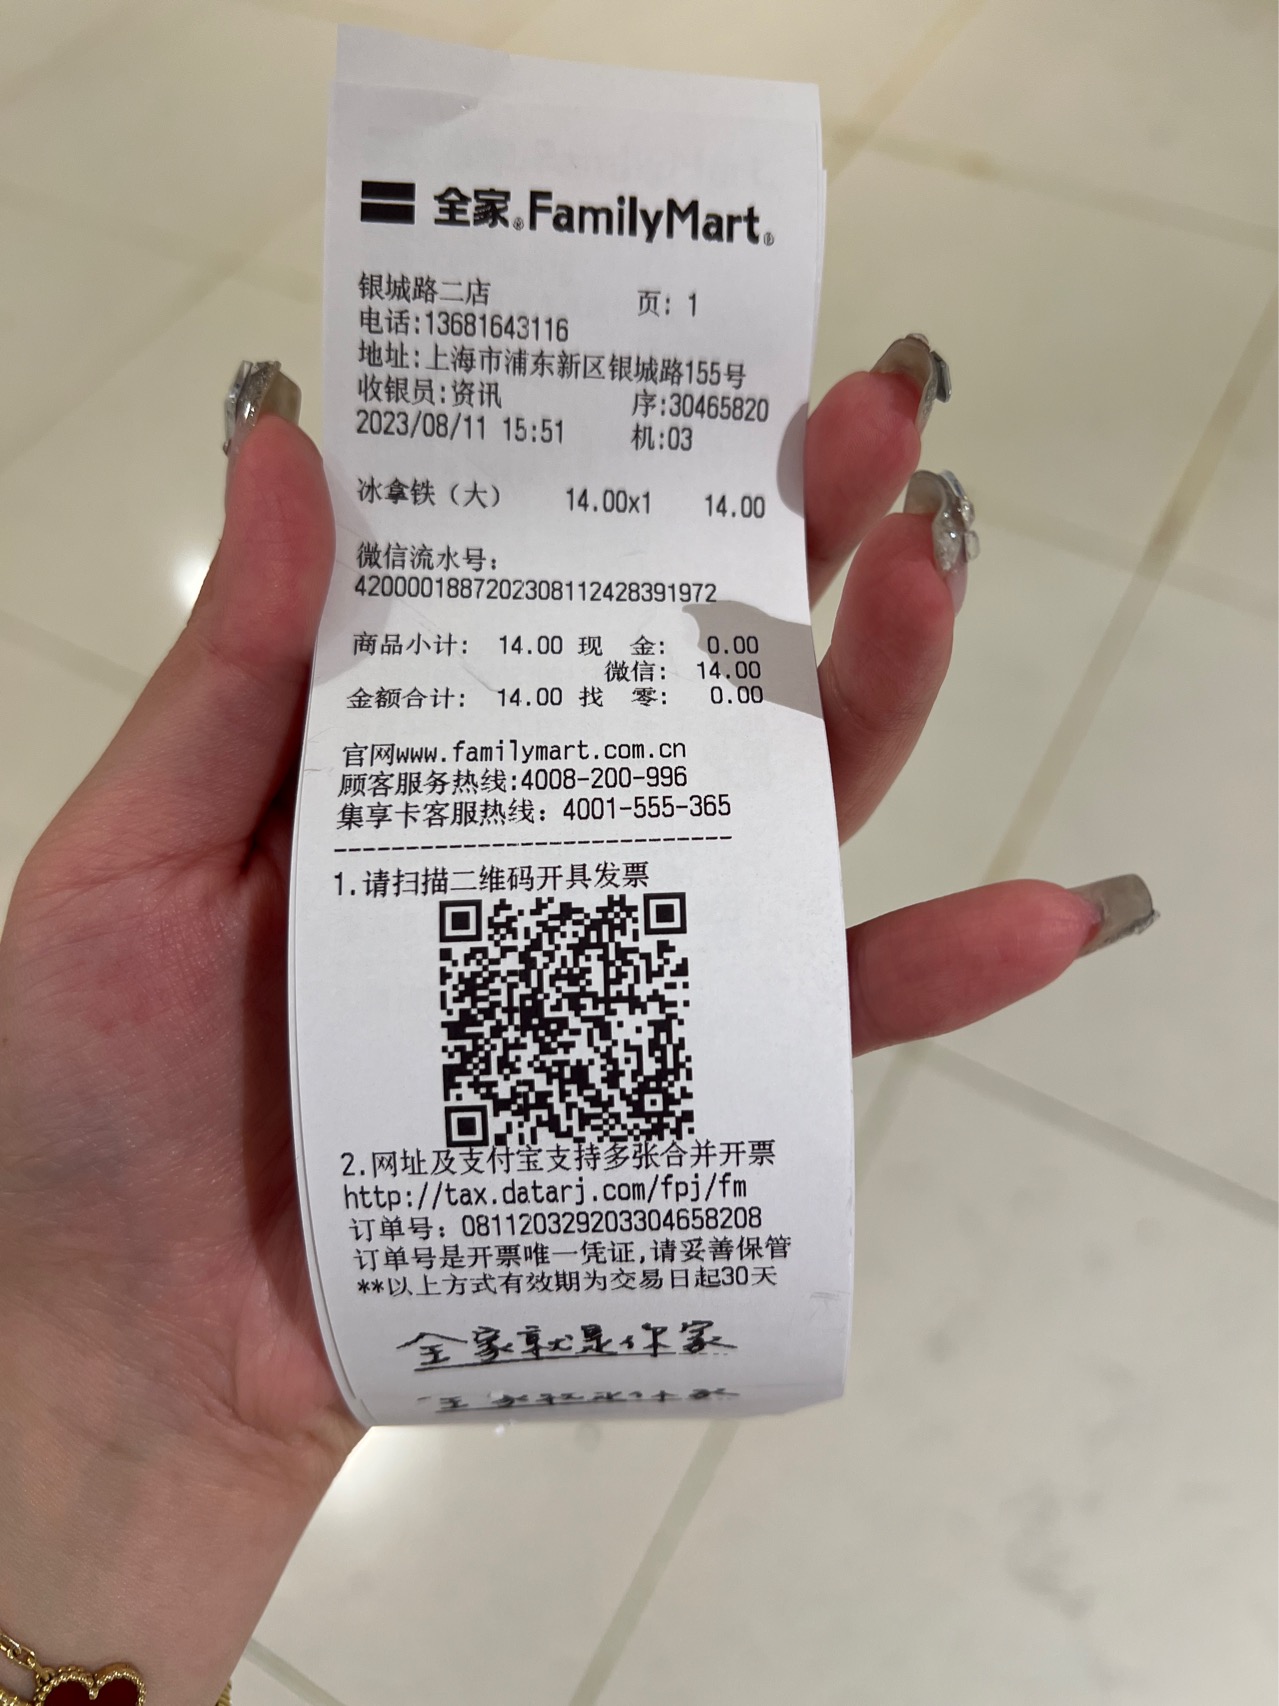 全家® FamilyMart®
银城路二店 页: 1
电话:13681643116
地址:上海市浦东新区银城路155号
收银员:资讯 序:30465820
2023/08/11 15:51 机:03
冰拿铁（大） 14.00x1 14.00
微信流水号:
4200001887202308112428391972
商品小计: 14.00 现 金: 0.00
微信: 14.00
金额合计: 14.00 找 零: 0.00
官网www.familymart.com.cn
顾客服务热线:4008-200-996
集享卡客服热线: 4001-555-365
1.请扫描二维码开具发票
2.网址及支付宝支持多张合并开票
http://tax.datarj.com/fpj/fm
订单号: 081120329203304658208
订单号是开票唯一凭证,请妥善保管
**以上方式有效期为交易日起30天
全家就是你家